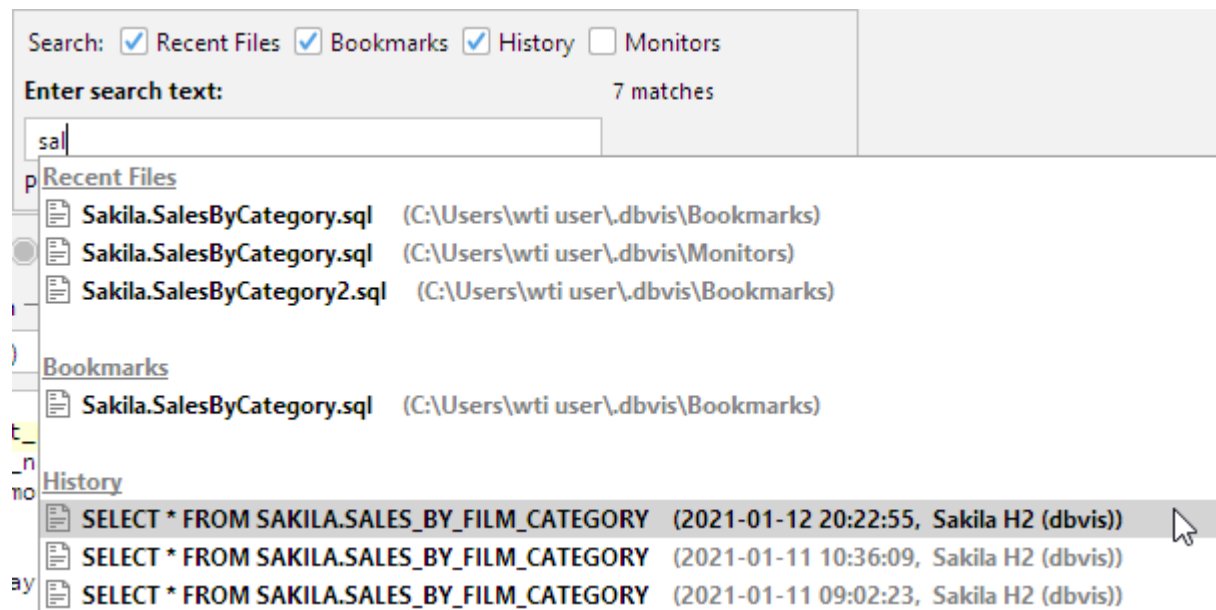 Search: Recent Files Bookmarks History Monitors
Enter search text: 7 matches
sal
Recent Files
Sakila.SalesByCategory.sql (C:\Users\wti user\.dbvis\Bookmarks)
Sakila.SalesByCategory.sql (C:\Users\wti user\.dbvis\Monitors)
Sakila.SalesByCategory2.sql (C:\Users\wti user\.dbvis\Bookmarks)
Bookmarks
Sakila.SalesByCategory.sql (C:\Users\wti user\.dbvis\Bookmarks)
History
SELECT * FROM SAKILA.SALES_BY_FILM_CATEGORY (2021-01-12 20:22:55, Sakila H2 (dbvis))
SELECT * FROM SAKILA.SALES_BY_FILM_CATEGORY (2021-01-11 10:36:09, Sakila H2 (dbvis))
SELECT * FROM SAKILA.SALES_BY_FILM_CATEGORY (2021-01-11 09:02:23, Sakila H2 (dbvis))